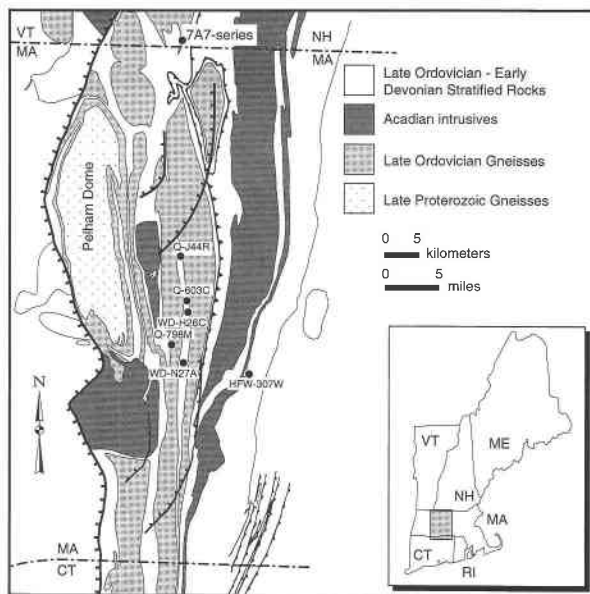 VT
MA
7A7-series
NH
MA
Pelham Dome
Q-J44R
Q-603C
WD-H26C
Q-798M
WD-N27A
HFW-307W
N
MA
CT
Late Ordovician - Early
Devonian Stratified Rocks
Acadian intrusives
Late Ordovician Gneisses
Late Proterozoic Gneisses
0 5
kilometers
0 5
miles
VT
ME
NH
MA
CT
RI